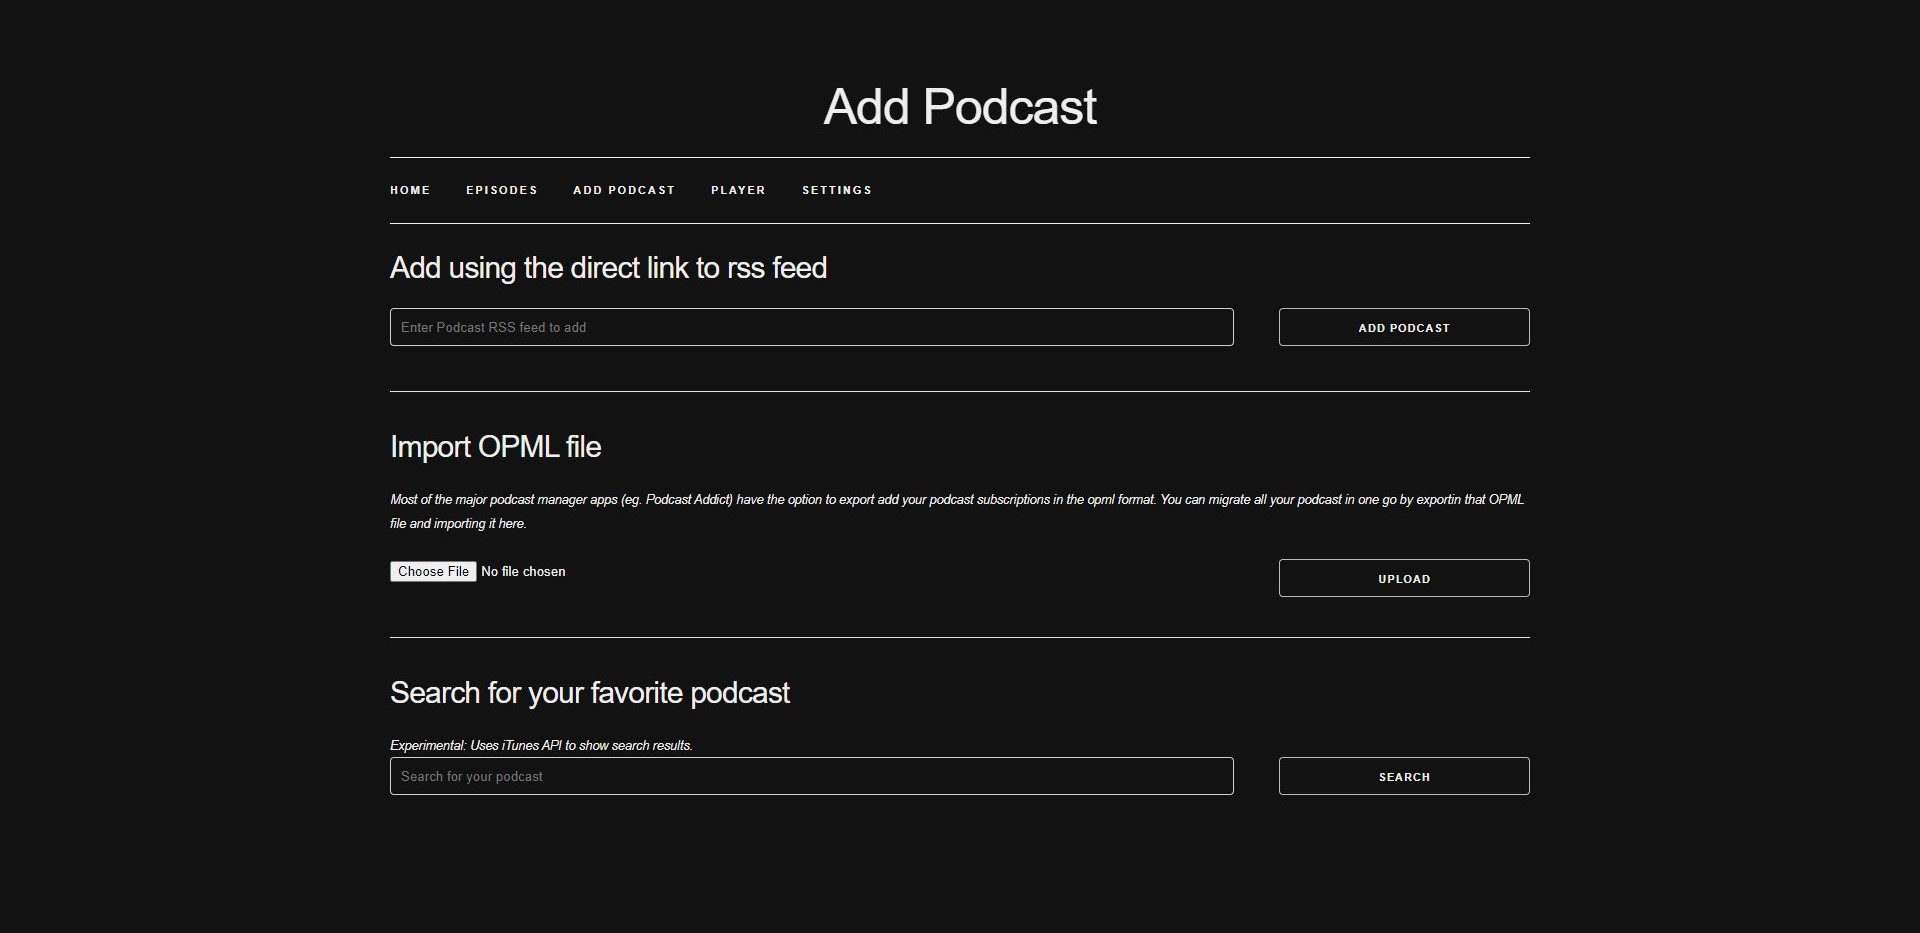 Add Podcast
HOME EPISODES ADD PODCAST PLAYER SETTINGS
Add using the direct link to rss feed
Enter Podcast RSS feed to add ADD PODCAST
Import OPML file
Most of the major podcast manager apps (eg. Podcast Addict) have the option to export add your podcast subscriptions in the opml format. You can migrate all your podcast in one go by exportin that OPML
file and importing it here.
Choose File No file chosen UPLOAD
Search for your favorite podcast
Experimental: Uses iTunes API to show search results.
Search for your podcast SEARCH